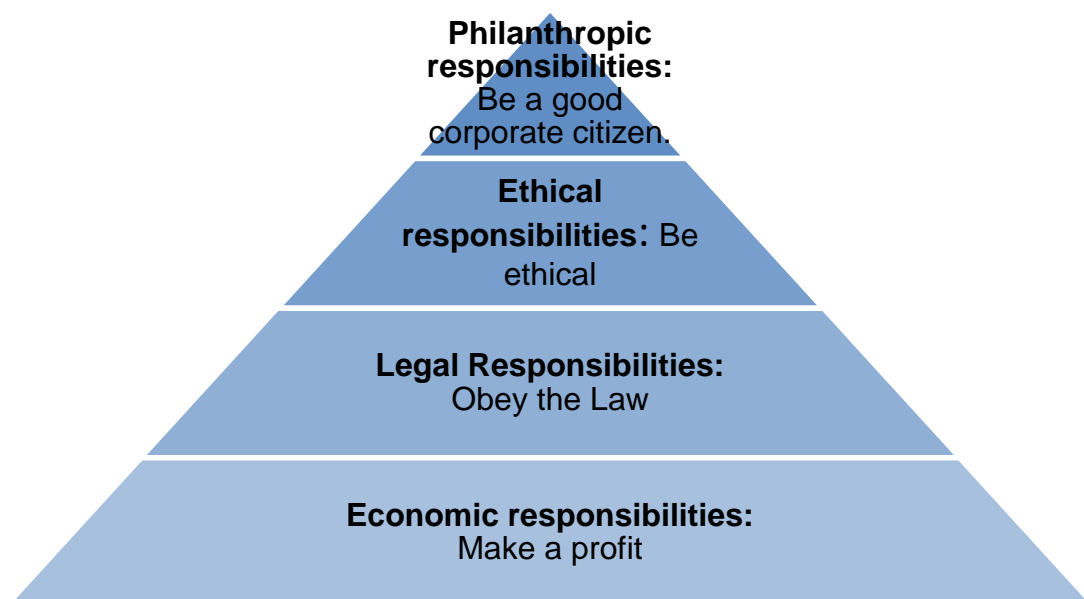 Philanthropic
responsibilities:
Be a good
corporate citizen.
Ethical
responsibilities: Be
ethical
Legal Responsibilities:
Obey the Law
Economic responsibilities:
Make a profit